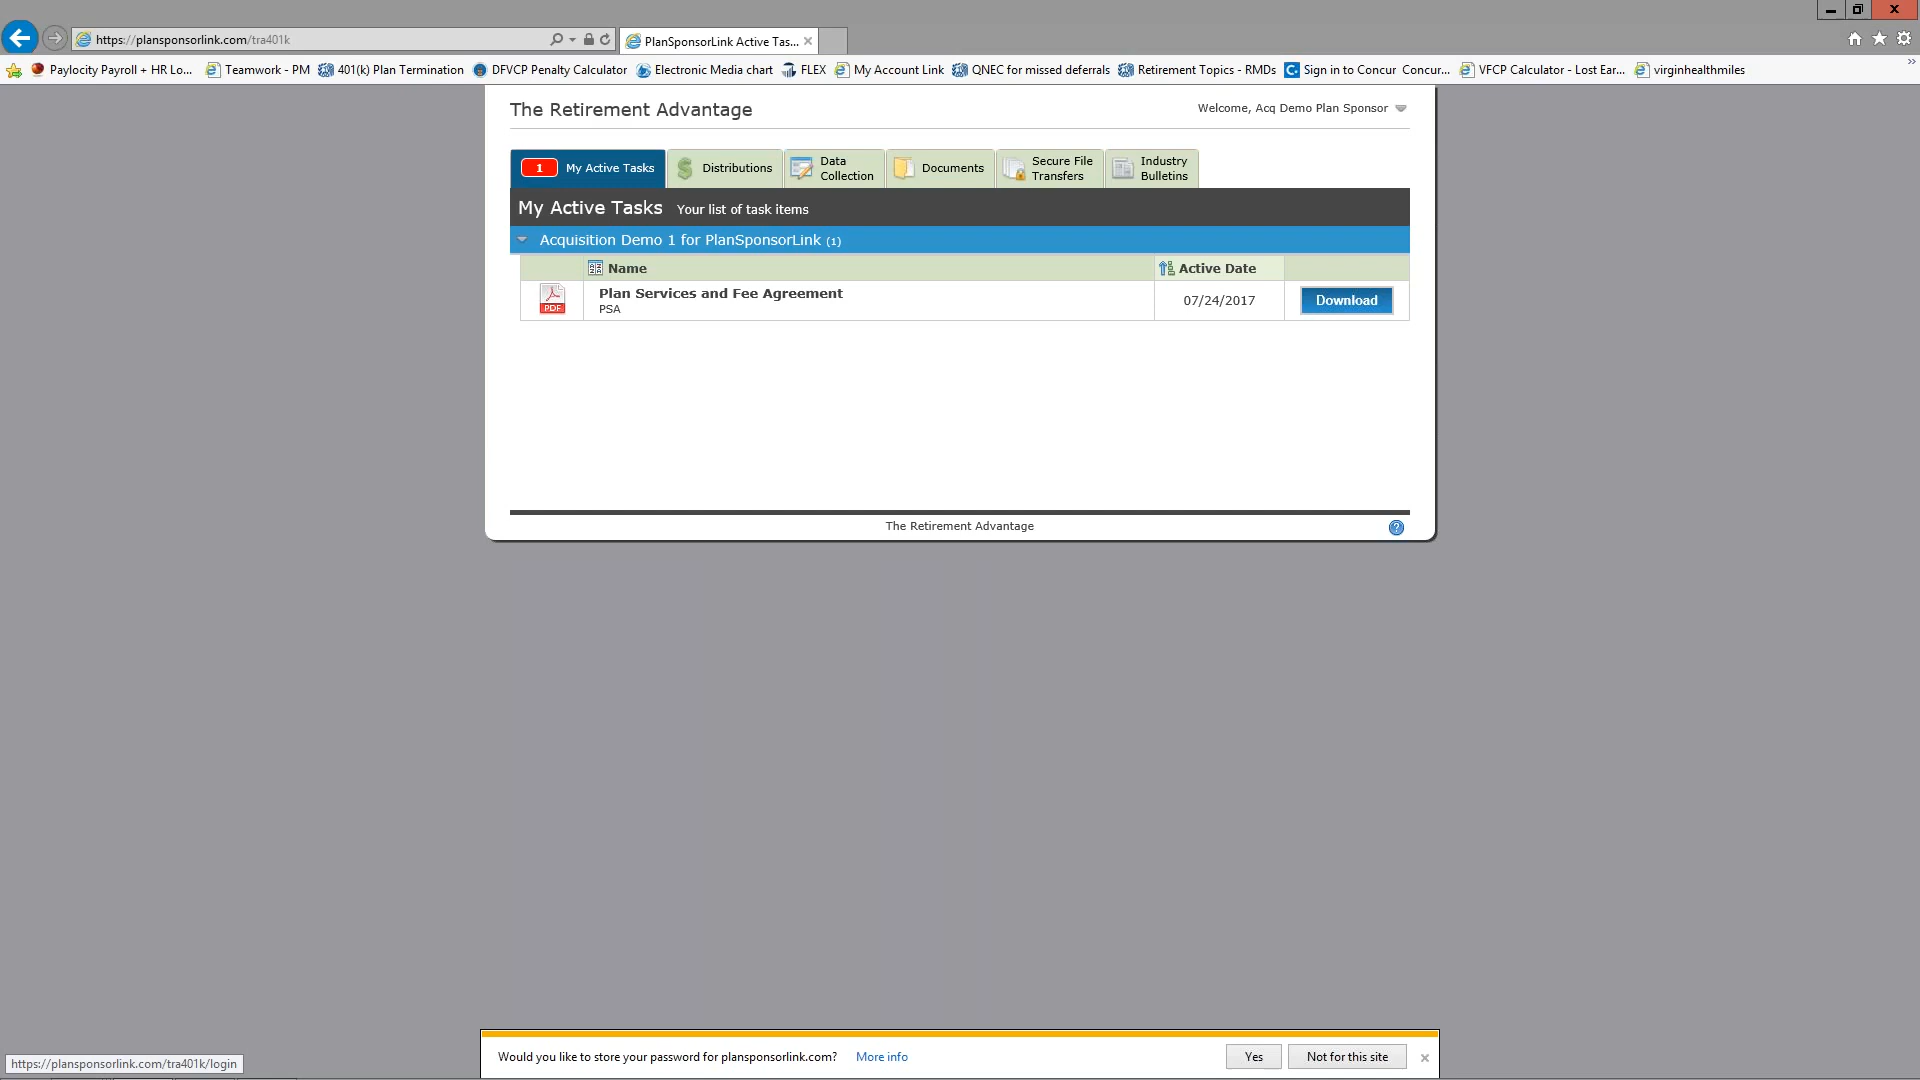 https://plansponsorlink.com/tra401k
PlanSponsorLink Active Tas...
Paylocity Payroll + HR Lo... Teamwork - PM 401(k) Plan Termination DFVCP Penalty Calculator Electronic Media chart FLEX My Account Link QNEC for missed deferrals Retirement Topics - RMDs Sign in to Concur Concur... VFCP Calculator - Lost Ear... virginhealthmiles
The Retirement Advantage
Welcome, Acq Demo Plan Sponsor
1 My Active Tasks
Distributions
Data
Collection
Documents
Secure File
Transfers
Industry
Bulletins
My Active Tasks Your list of task items
Acquisition Demo 1 for PlanSponsorLink (1)
Name Active Date
PDF
Plan Services and Fee Agreement
PSA
07/24/2017
Download
The Retirement Advantage
Would you like to store your password for plansponsorlink.com? More info Yes Not for this site
https://plansponsorlink.com/tra401k/login